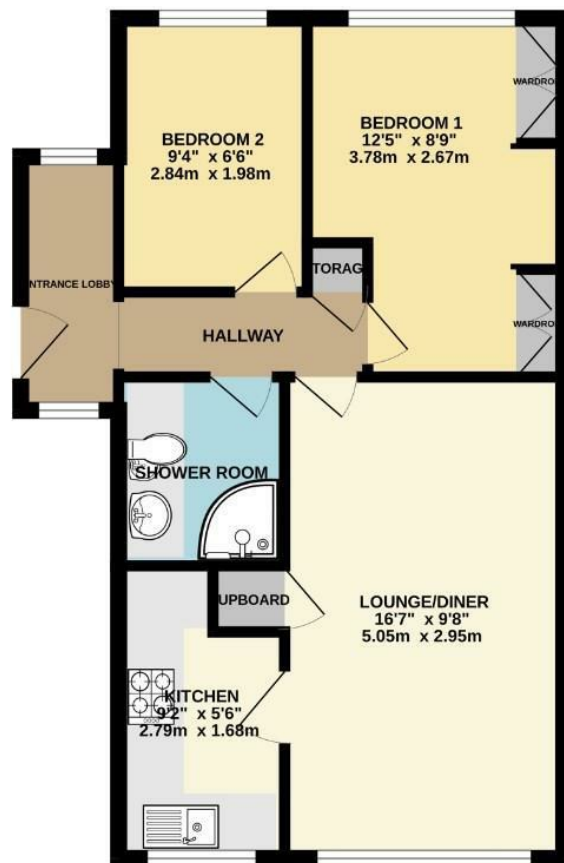 BEDROOM 2
9'4" x 6'6"
2.84m x 1.98m
BEDROOM 1
12'5" x 8'9"
3.78m x 2.67m
WARDROB
NTRANCE LOBBY
TORAG
HALLWAY
WARDROB
SHOWER ROOM
UPBOARD
LOUNGE/DINER
16'7" x 9'8"
5.05m x 2.95m
KITCHEN
9'2" x 5'6"
2.79m x 1.68m